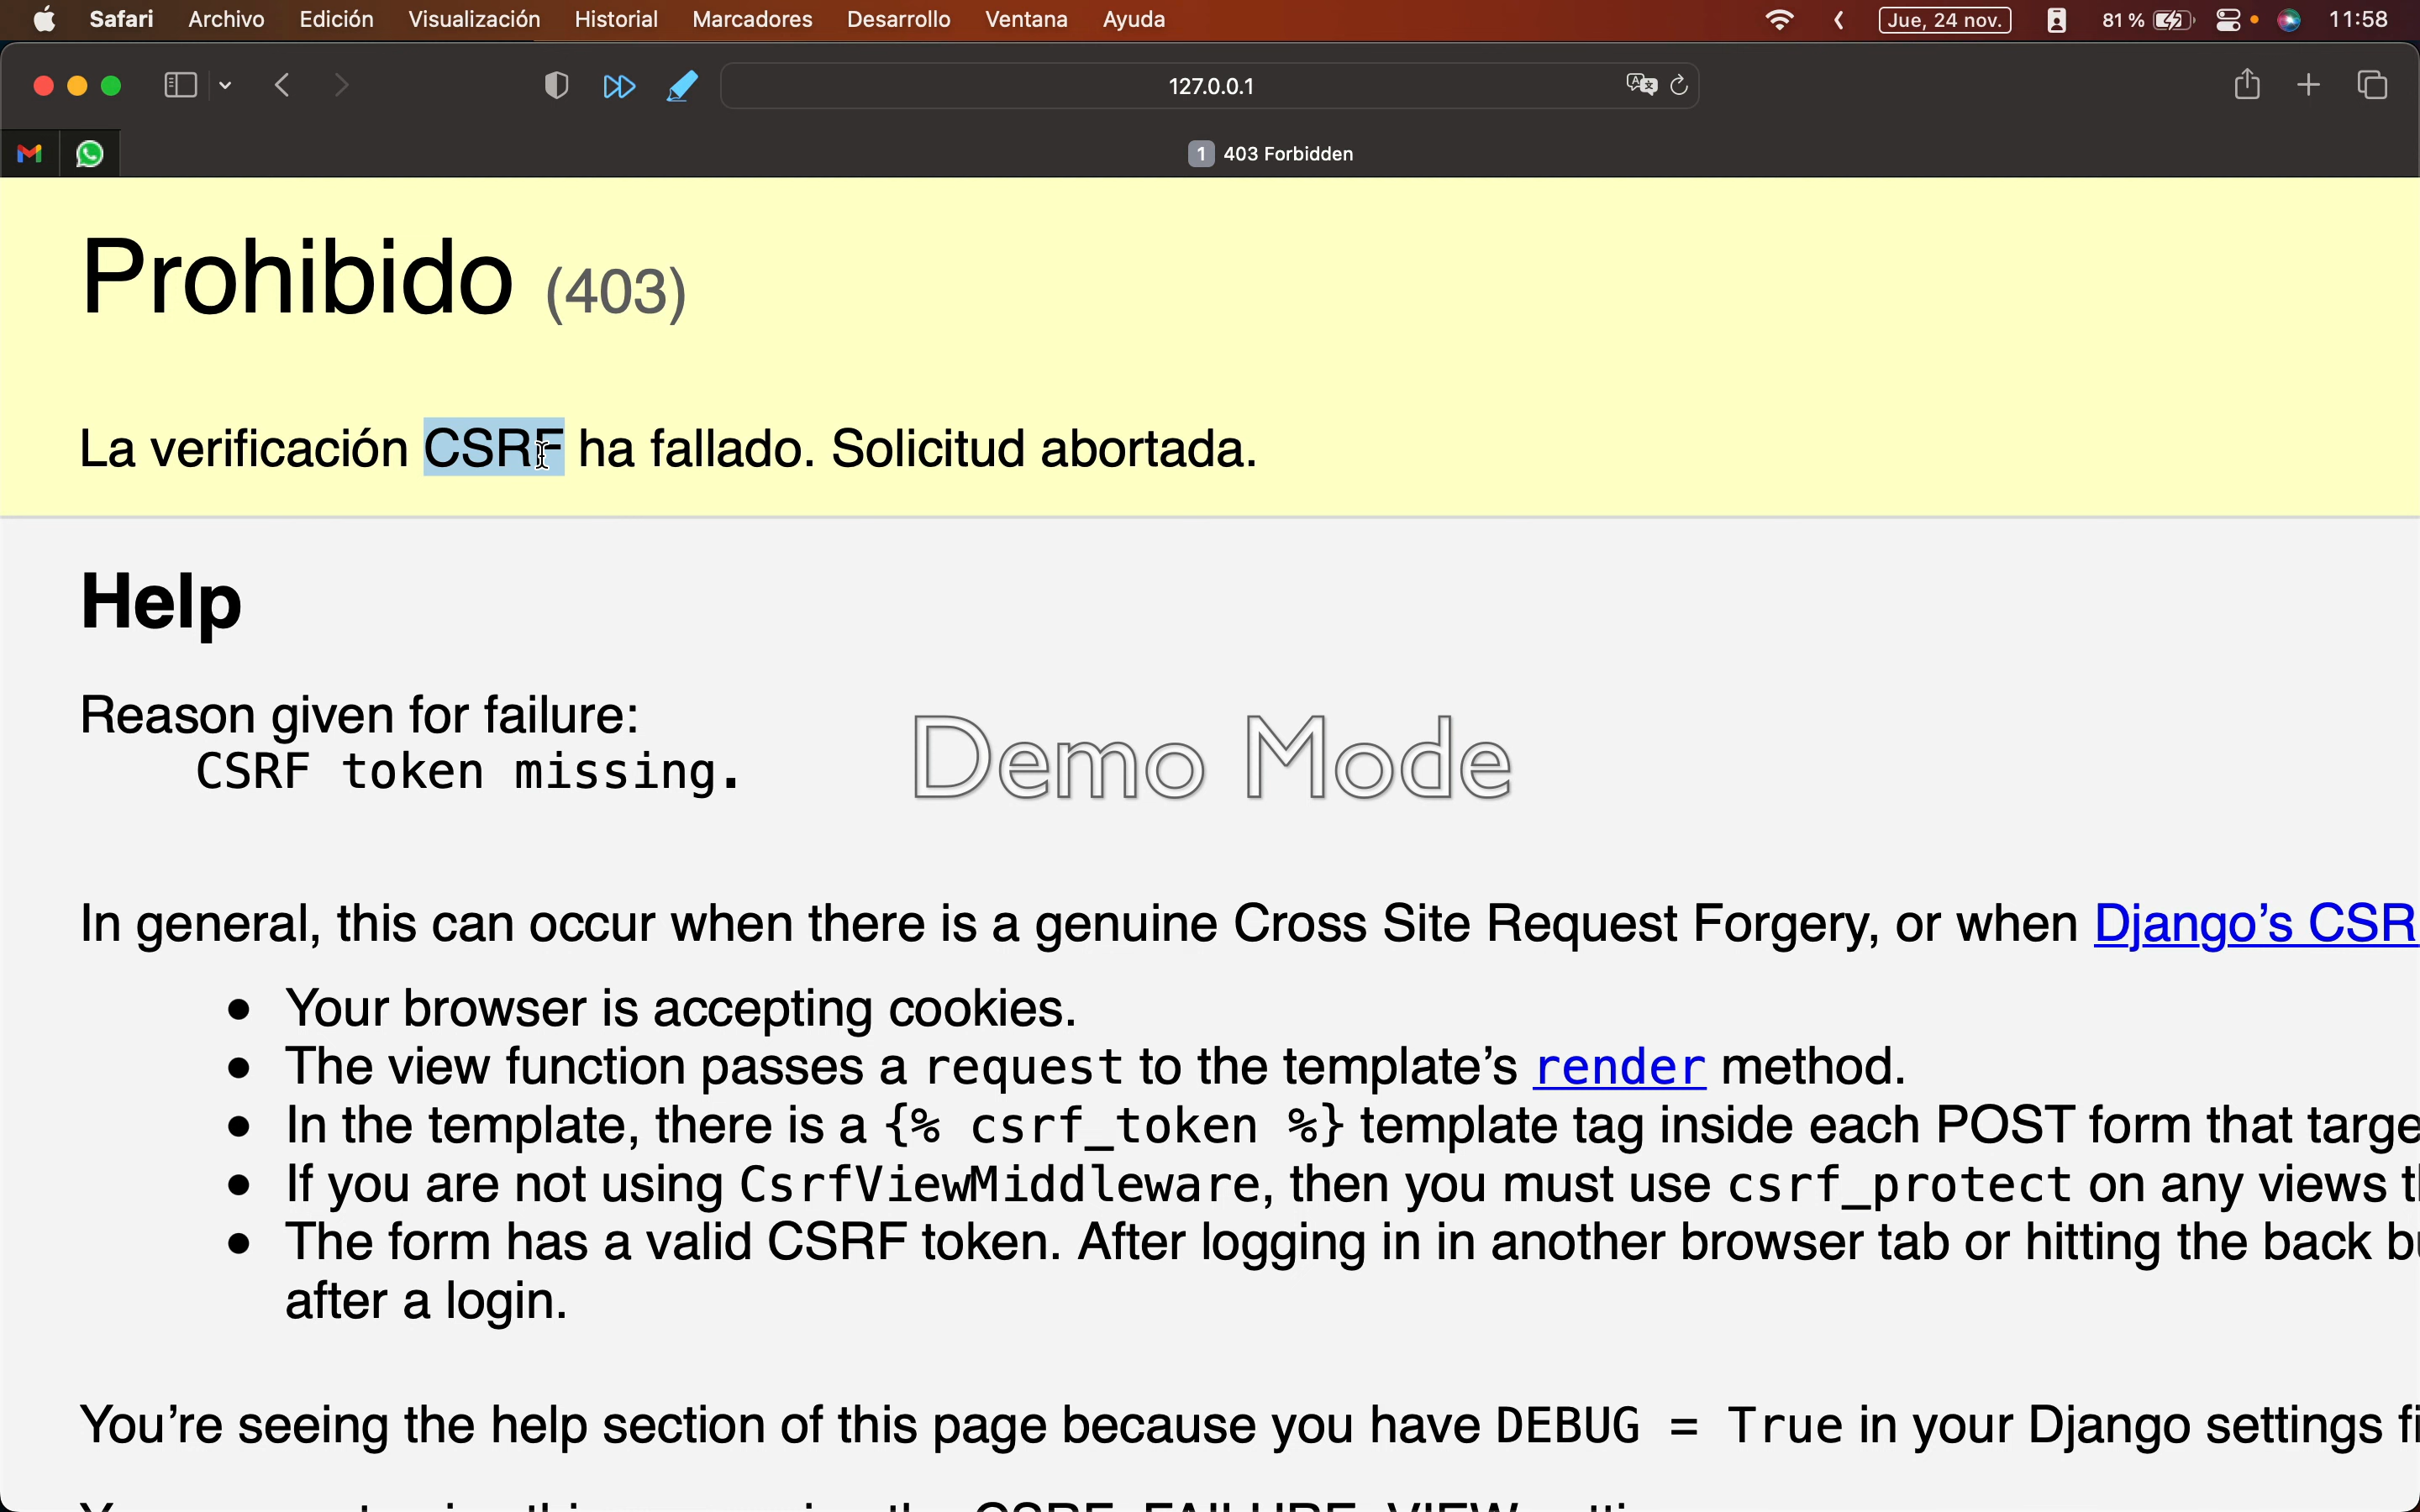 Safari Archivo Edición Visualización Historial Marcadores Desarrollo Ventana Ayuda Jue, 24 nov. 81 % 11:58
127.0.0.1
1 403 Forbidden
Prohibido (403)
La verificación CSRF ha fallado. Solicitud abortada.
Help
Reason given for failure:
CSRF token missing.
Demo Mode
In general, this can occur when there is a genuine Cross Site Request Forgery, or when Django’s CSR
• Your browser is accepting cookies.
• The view function passes a request to the template’s render method.
• In the template, there is a {% csrf_token %} template tag inside each POST form that targe
• If you are not using CsrfViewMiddleware, then you must use csrf_protect on any views t
• The form has a valid CSRF token. After logging in in another browser tab or hitting the back b
after a login.
You’re seeing the help section of this page because you have DEBUG = True in your Django settings fi